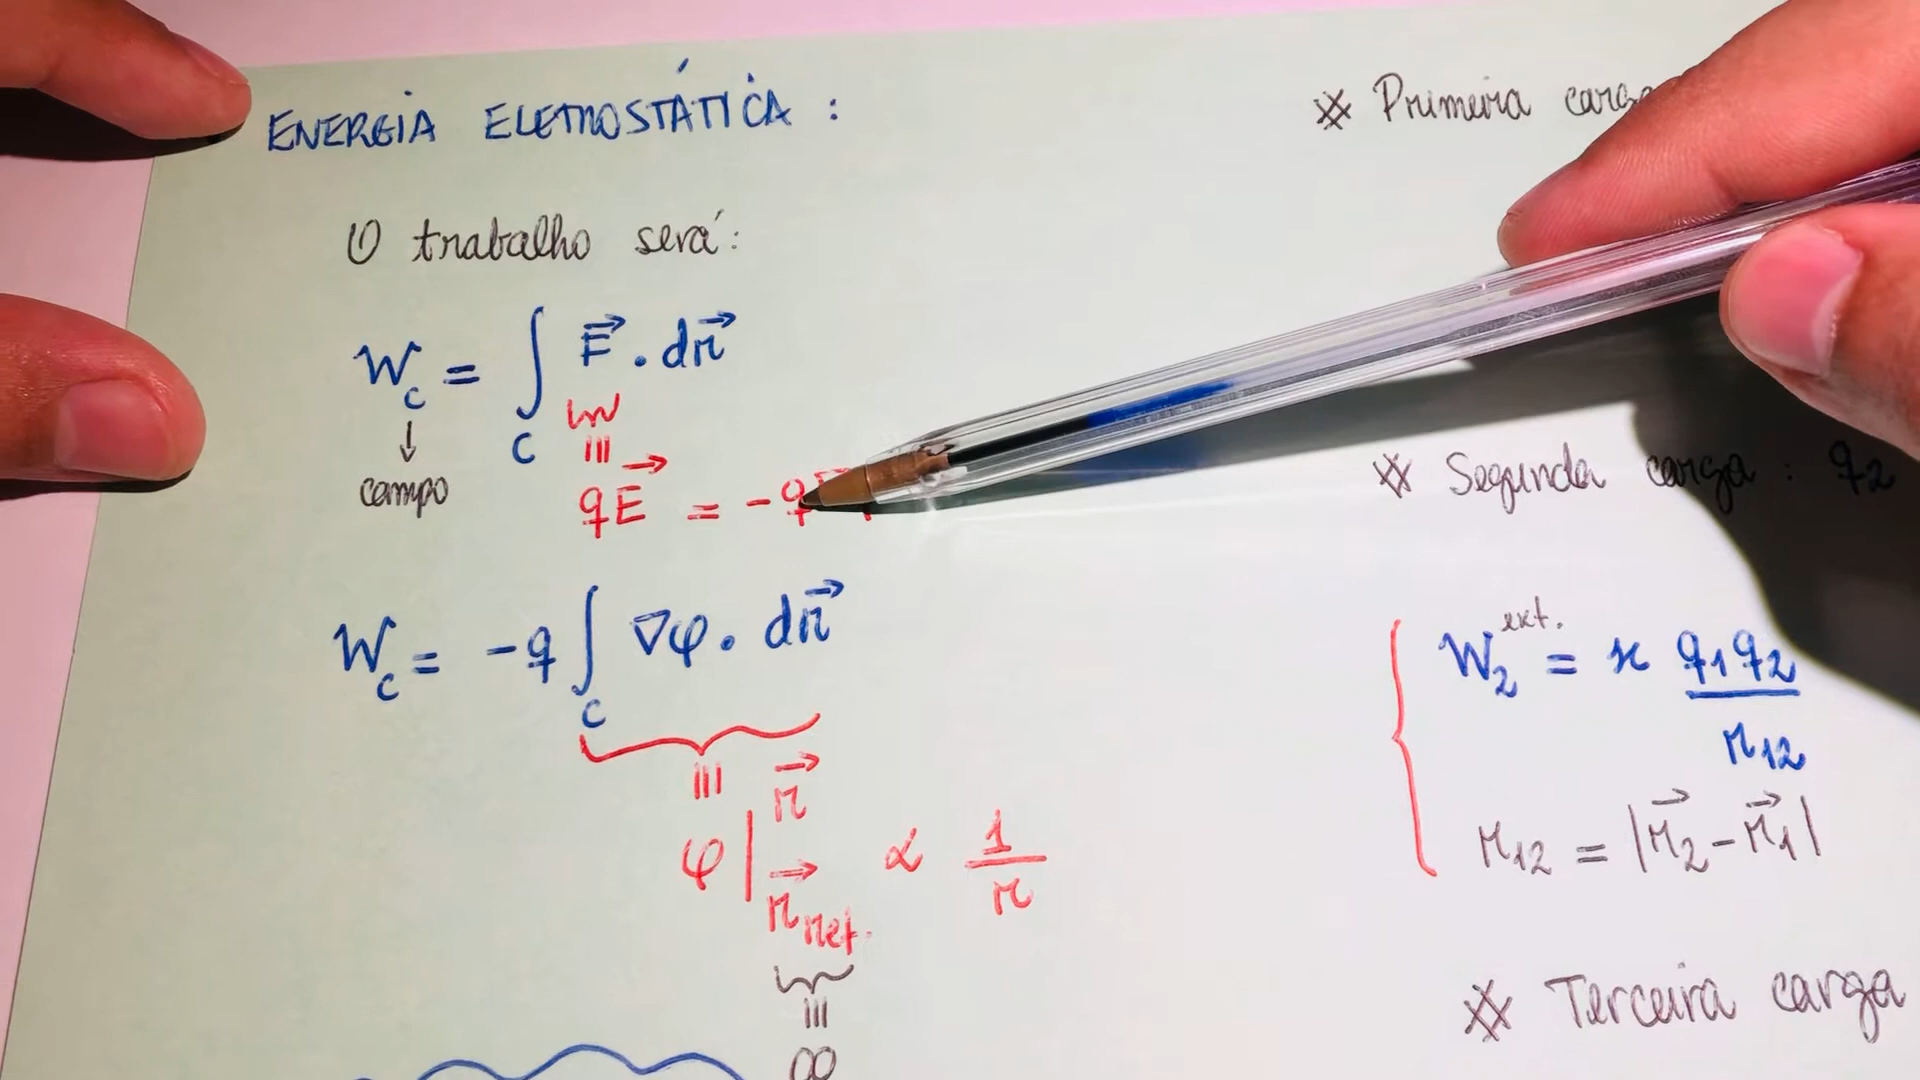 ENERGIA ELETROSTÁTICA :
O trabalho será:
W_c = ∫_C F⃗ . dr⃗
↓
campo
≡
qE⃗ = -q
W_c = -q ∫_C ∇φ . dr⃗
≡
φ|_{r⃗_ref.}^{r⃗} ∝ 1/r
≡
∞
※ Primeira carga
※ Segunda carga : q₂
W₂^{ext.} = κ q₁q₂/r₁₂
r₁₂ = |r⃗₂ - r⃗₁|
※ Terceira carga